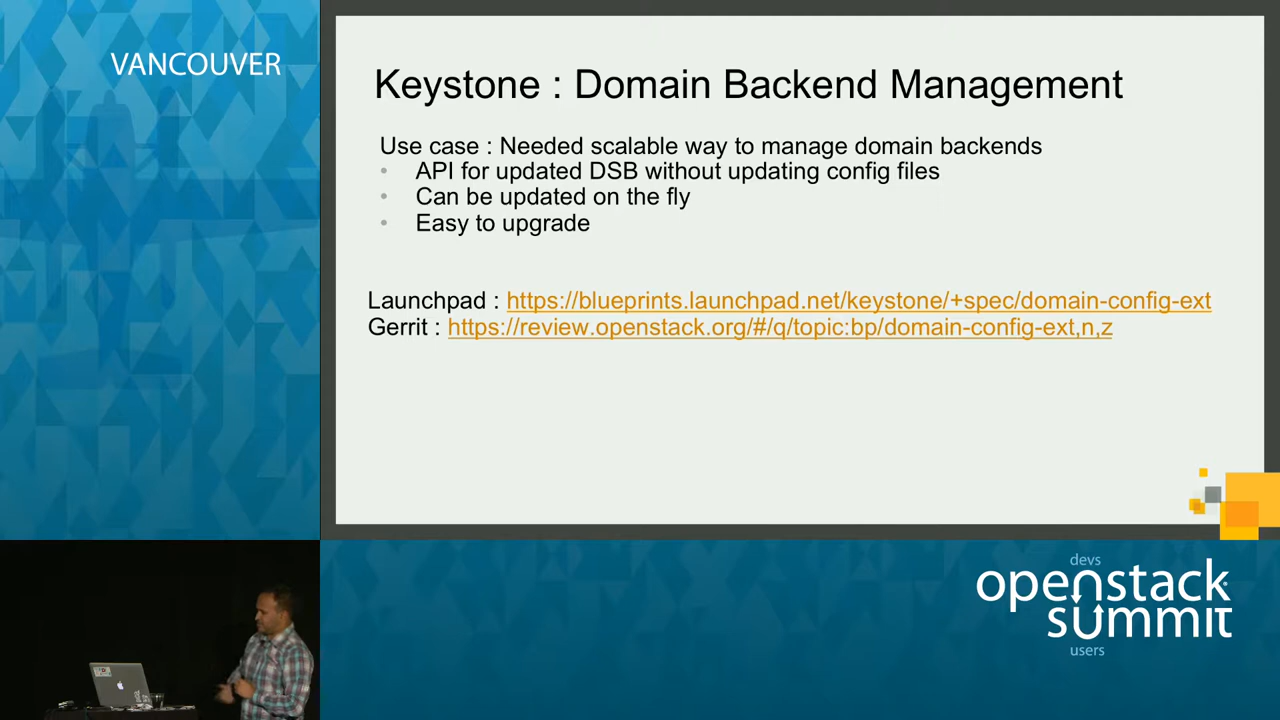 VANCOUVER
Keystone : Domain Backend Management
Use case : Needed scalable way to manage domain backends
• API for updated DSB without updating config files
• Can be updated on the fly
• Easy to upgrade
Launchpad : https://blueprints.launchpad.net/keystone/+spec/domain-config-ext
Gerrit : https://review.openstack.org/#/q/topic:bp/domain-config-ext,n,z
devs
openstack
summit
users